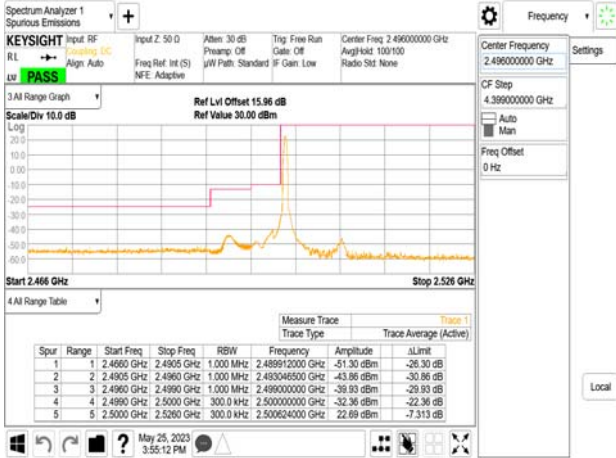 Spectrum Analyzer 1
Spurious Emissions
Frequency
KEYSIGHT
Input: RF
Coupling: DC
Align: Auto
Input Z: 50 Ω
Freq Ref: Int (S)
NFE: Adaptive
Atten: 30 dB
Preamp: Off
µW Path: Standard
Trig: Free Run
Gate: Off
IF Gain: Low
Center Freq: 2.496000000 GHz
Avg|Hold: 100/100
Radio Std: None
RL
LV PASS
3 All Range Graph
Scale/Div 10.0 dB
Ref Lvl Offset 15.96 dB
Ref Value 30.00 dBm
Log
20.0
10.0
0.00
-10.0
-20.0
-30.0
-40.0
-50.0
-60.0
Start 2.466 GHz
Stop 2.526 GHz
4 All Range Table
Measure Trace Trace 1
Trace Type Trace Average (Active)
Spur Range Start Freq Stop Freq RBW Frequency Amplitude ΔLimit
1 1 2.4660 GHz 2.4905 GHz 1.000 MHz 2.489912000 GHz -51.30 dBm -26.30 dB
2 2 2.4905 GHz 2.4960 GHz 1.000 MHz 2.493046500 GHz -43.86 dBm -30.86 dB
3 3 2.4960 GHz 2.4990 GHz 1.000 MHz 2.499000000 GHz -39.93 dBm -29.93 dB
4 4 2.4990 GHz 2.5000 GHz 300.0 kHz 2.500000000 GHz -32.36 dBm -22.36 dB
5 5 2.5000 GHz 2.5260 GHz 300.0 kHz 2.500624000 GHz 22.69 dBm -7.313 dB
May 25, 2023
3:55:12 PM
Center Frequency
2.496000000 GHz
CF Step
4.399000000 GHz
Auto
Man
Freq Offset
0 Hz
Settings
Local